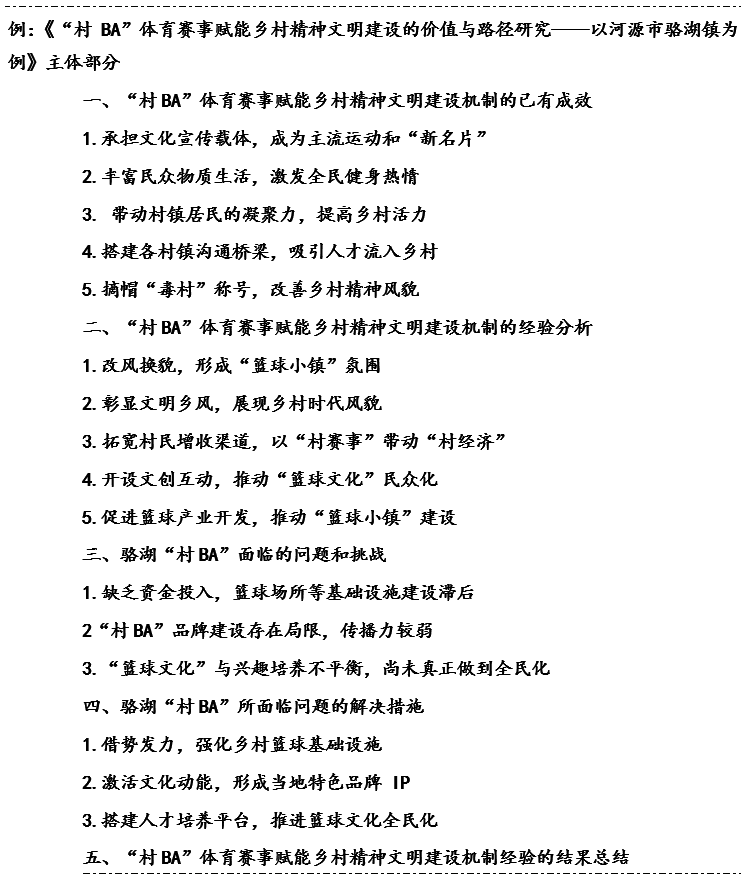 例：《“村 BA”体育赛事赋能乡村精神文明建设的价值与路径研究——以河源市骆湖镇为
例》主体部分
一、“村 BA”体育赛事赋能乡村精神文明建设机制的已有成效
1.承担文化宣传载体，成为主流运动和“新名片”
2.丰富民众物质生活，激发全民健身热情
3. 带动村镇居民的凝聚力，提高乡村活力
4.搭建各村镇沟通桥梁，吸引人才流入乡村
5.摘帽“毒村”称号，改善乡村精神风貌
二、“村 BA”体育赛事赋能乡村精神文明建设机制的经验分析
1.改风换貌，形成“篮球小镇”氛围
2.彰显文明乡风，展现乡村时代风貌
3.拓宽村民增收渠道，以“村赛事”带动“村经济”
4.开设文创互动，推动“篮球文化”民众化
5.促进篮球产业开发，推动“篮球小镇”建设
三、骆湖“村 BA”面临的问题和挑战
1.缺乏资金投入，篮球场所等基础设施建设滞后
2“村 BA”品牌建设存在局限，传播力较弱
3.“篮球文化”与兴趣培养不平衡，尚未真正做到全民化
四、骆湖“村 BA”所面临问题的解决措施
1.借势发力，强化乡村篮球基础设施
2.激活文化动能，形成当地特色品牌 IP
3.搭建人才培养平台，推进篮球文化全民化
五、“村 BA”体育赛事赋能乡村精神文明建设机制经验的结果总结